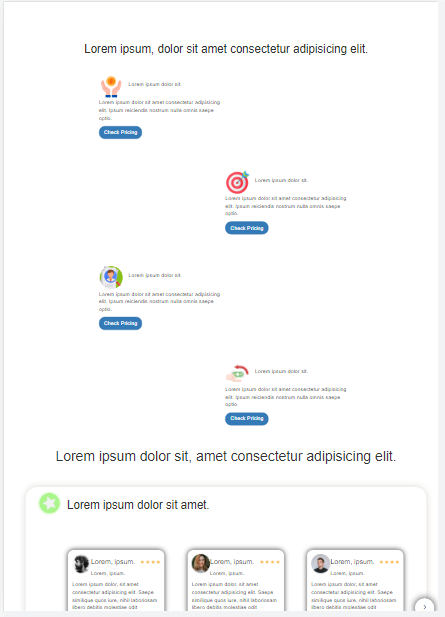 Lorem ipsum, dolor sit amet consectetur adipisicing elit.
Lorem ipsum dolor sit.
Lorem ipsum dolor sit amet consectetur adipisicing
elit. Ipsum reiciendis nostrum nulla omnis saepe
optio.
Check Pricing
Lorem ipsum dolor sit.
Lorem ipsum dolor sit amet consectetur adipisicing
elit. Ipsum reiciendis nostrum nulla omnis saepe
optio.
Check Pricing
Lorem ipsum dolor sit.
Lorem ipsum dolor sit amet consectetur adipisicing
elit. Ipsum reiciendis nostrum nulla omnis saepe
optio.
Check Pricing
Lorem ipsum dolor sit.
Lorem ipsum dolor sit amet consectetur adipisicing
elit. Ipsum reiciendis nostrum nulla omnis saepe
optio.
Check Pricing
Lorem ipsum dolor sit, amet consectetur adipisicing elit.
Lorem ipsum dolor sit amet.
Lorem, ipsum.
Lorem, ipsum.
Lorem ipsum dolor, sit amet
consectetur adipisicing elit. Quae
similique quos iure, nihil laboriosam
libero debitis molestiae odit
Lorem, ipsum.
Lorem, ipsum.
Lorem ipsum dolor, sit amet
consectetur adipisicing elit. Quae
similique quos iure, nihil laboriosam
libero debitis molestiae odit
Lorem, ipsum.
Lorem, ipsum.
Lorem ipsum dolor, sit amet
consectetur adipisicing elit. Quae
similique quos iure, nihil laboriosam
libero debitis molestiae odit